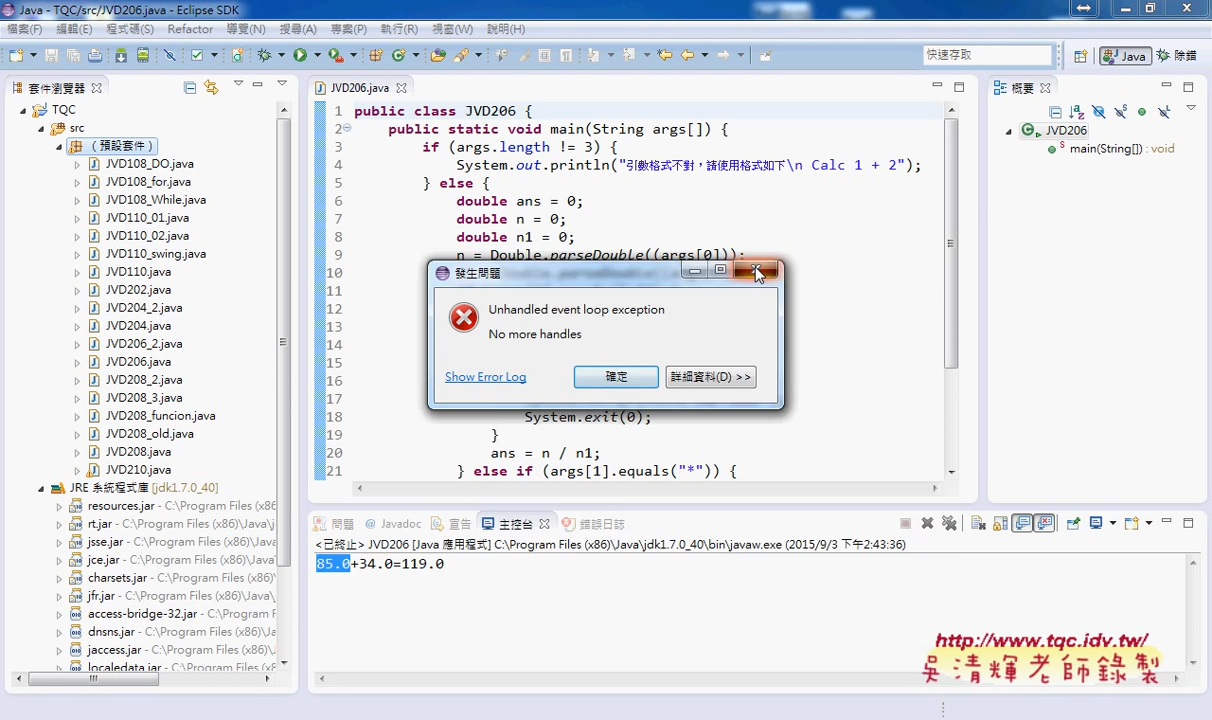 Java - TQC/src/JVD206.java - Eclipse SDK
檔案(F) 編輯(E) 程式碼(S) Refactor 導覽(N) 搜尋(A) 專案(P) 執行(R) 視窗(W) 說明(H)
快速存取
Java
除錯
套件瀏覽器
TQC
src
(預設套件)
JVD108_DO.java
JVD108_for.java
JVD108_While.java
JVD110_01.java
JVD110_02.java
JVD110_swing.java
JVD110.java
JVD202.java
JVD204_2.java
JVD204.java
JVD206_2.java
JVD206.java
JVD208_2.java
JVD208_3.java
JVD208_funcion.java
JVD208_old.java
JVD208.java
JVD210.java
JRE 系統程式庫 [jdk1.7.0_40]
resources.jar - C:\Program Files (x86
rt.jar - C:\Program Files (x86)\Java\j
jsse.jar - C:\Program Files (x86)\Java
jce.jar - C:\Program Files (x86)\Java\
charsets.jar - C:\Program Files (x86)
jfr.jar - C:\Program Files (x86)\Java\
access-bridge-32.jar - C:\Program F
dnsns.jar - C:\Program Files (x86)\Ja
jaccess.jar - C:\Program Files (x86)\
localedata.jar - C:\Program Files (x8
JVD206.java
1 public class JVD206 {
2 public static void main(String args[]) {
3 if (args.length != 3) {
4 System.out.println("引數格式不對，請使用格式如下\n Calc 1 + 2");
5 } else {
6 double ans = 0;
7 double n = 0;
8 double n1 = 0;
9 n = Double.parseDouble((args[0]));
10
11
12
13
14
15
16
17
18 System.exit(0);
19 }
20 ans = n / n1;
21 } else if (args[1].equals("*")) {
發生問題
Unhandled event loop exception
No more handles
Show Error Log
確定
詳細資料(D) >>
概要
JVD206
main(String[]) : void
問題 @ Javadoc 宣告 主控台 錯誤日誌
<已終止> JVD206 [Java 應用程式] C:\Program Files (x86)\Java\jdk1.7.0_40\bin\javaw.exe (2015/9/3 下午2:43:36)
85.0+34.0=119.0
http://www.tqc.idv.tw/
吳清輝老師錄製